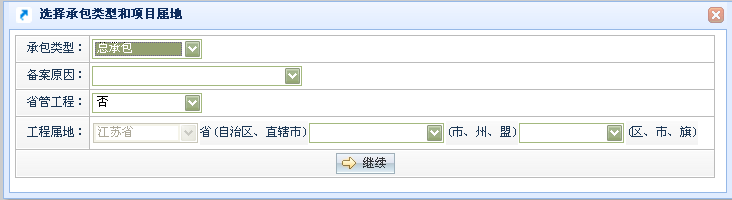 选择承包类型和项目属地
承包类型： 总承包
备案原因：
省管工程： 否
工程属地： 江苏省 省(自治区、直辖市) (市、州、盟) (区、市、旗)
继续